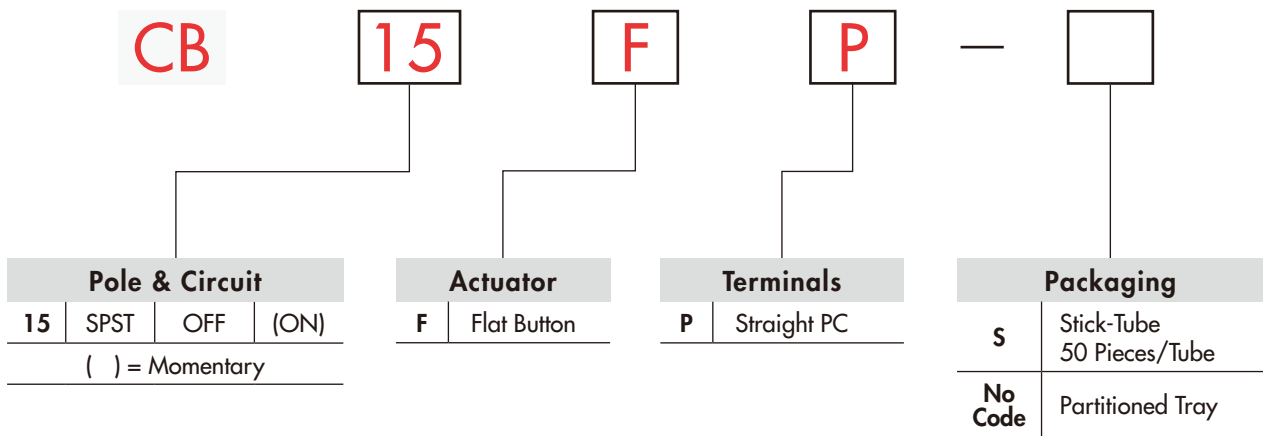 CB 15 F P —
Pole & Circuit
15 SPST OFF (ON)
( ) = Momentary
Actuator
F Flat Button
Terminals
P Straight PC
Packaging
S Stick-Tube
50 Pieces/Tube
No
Code Partitioned Tray